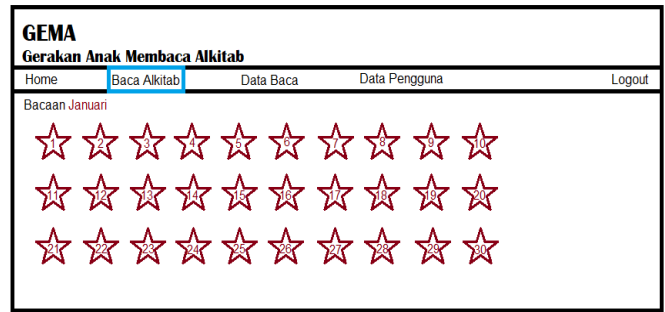 GEMA
Gerakan Anak Membaca Alkitab
Home Baca Alkitab Data Baca Data Pengguna Logout
Bacaan Januari
1 2 3 4 5 6 7 8 9 10
11 12 13 14 15 16 17 18 19 20
21 22 23 24 25 26 27 28 29 30